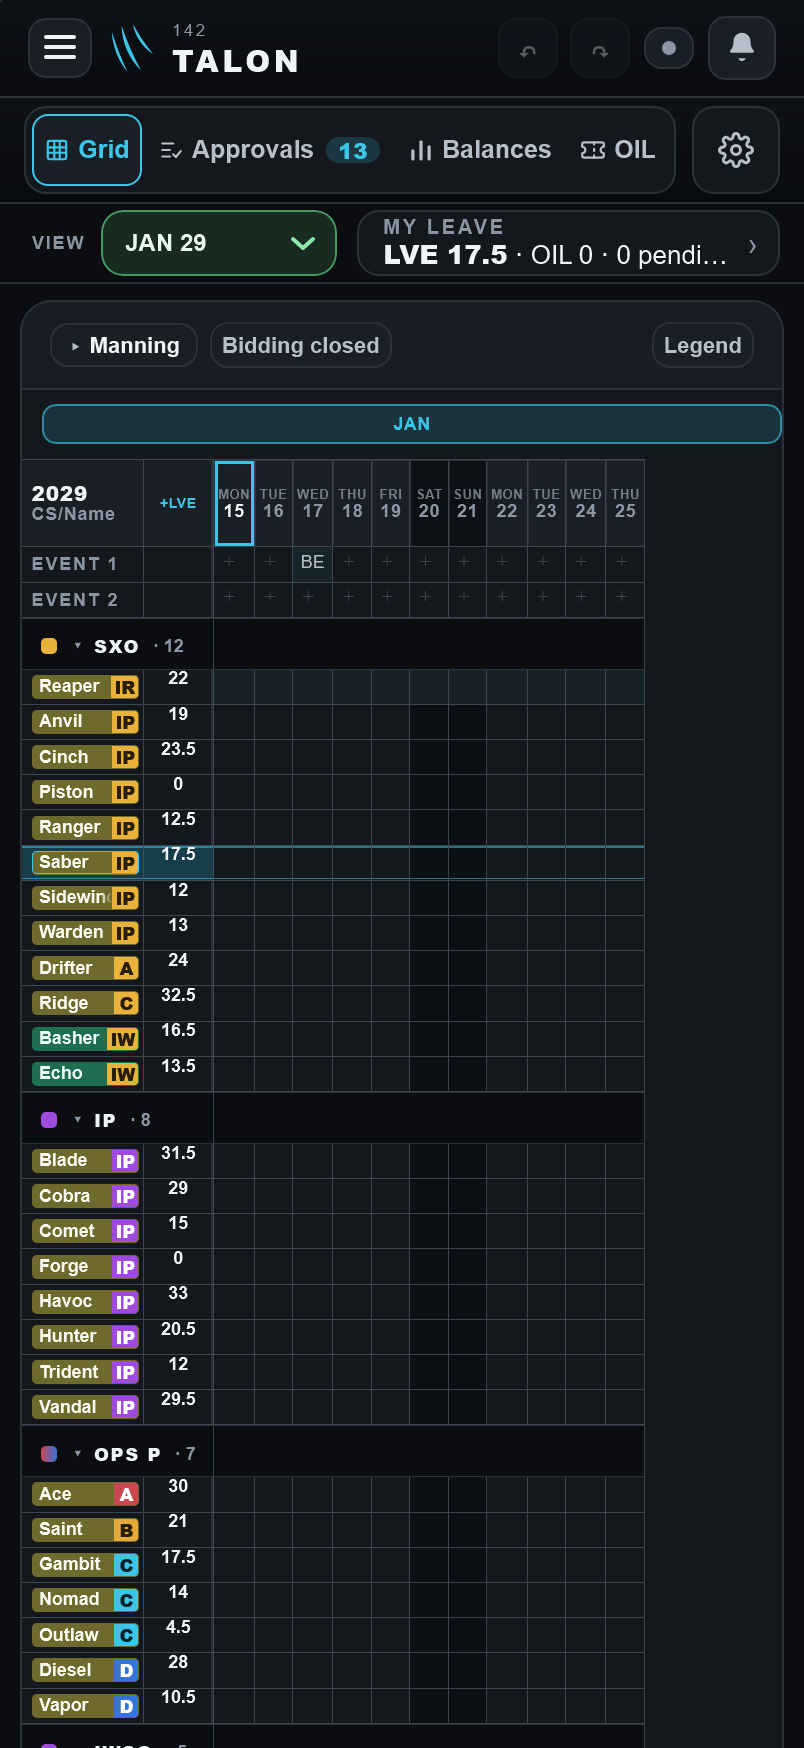 142
TALON
Grid
Approvals 13
Balances
OIL
VIEW
JAN 29
MY LEAVE
LVE 17.5 · OIL 0 · 0 pendi…
Manning
Bidding closed
Legend
JAN
2029
CS/Name
+LVE
MON 15
TUE 16
WED 17
THU 18
FRI 19
SAT 20
SUN 21
MON 22
TUE 23
WED 24
THU 25
EVENT 1 + + BE + + + + + + + +
EVENT 2 + + + + + + + + + + +
SXO · 12
Reaper IR 22
Anvil IP 19
Cinch IP 23.5
Piston IP 0
Ranger IP 12.5
Saber IP 17.5
Sidewin IP 12
Warden IP 13
Drifter A 24
Ridge C 32.5
Basher IW 16.5
Echo IW 13.5
IP · 8
Blade IP 31.5
Cobra IP 29
Comet IP 15
Forge IP 0
Havoc IP 33
Hunter IP 20.5
Trident IP 12
Vandal IP 29.5
OPS P · 7
Ace A 30
Saint B 21
Gambit C 17.5
Nomad C 14
Outlaw C 4.5
Diesel D 28
Vapor D 10.5